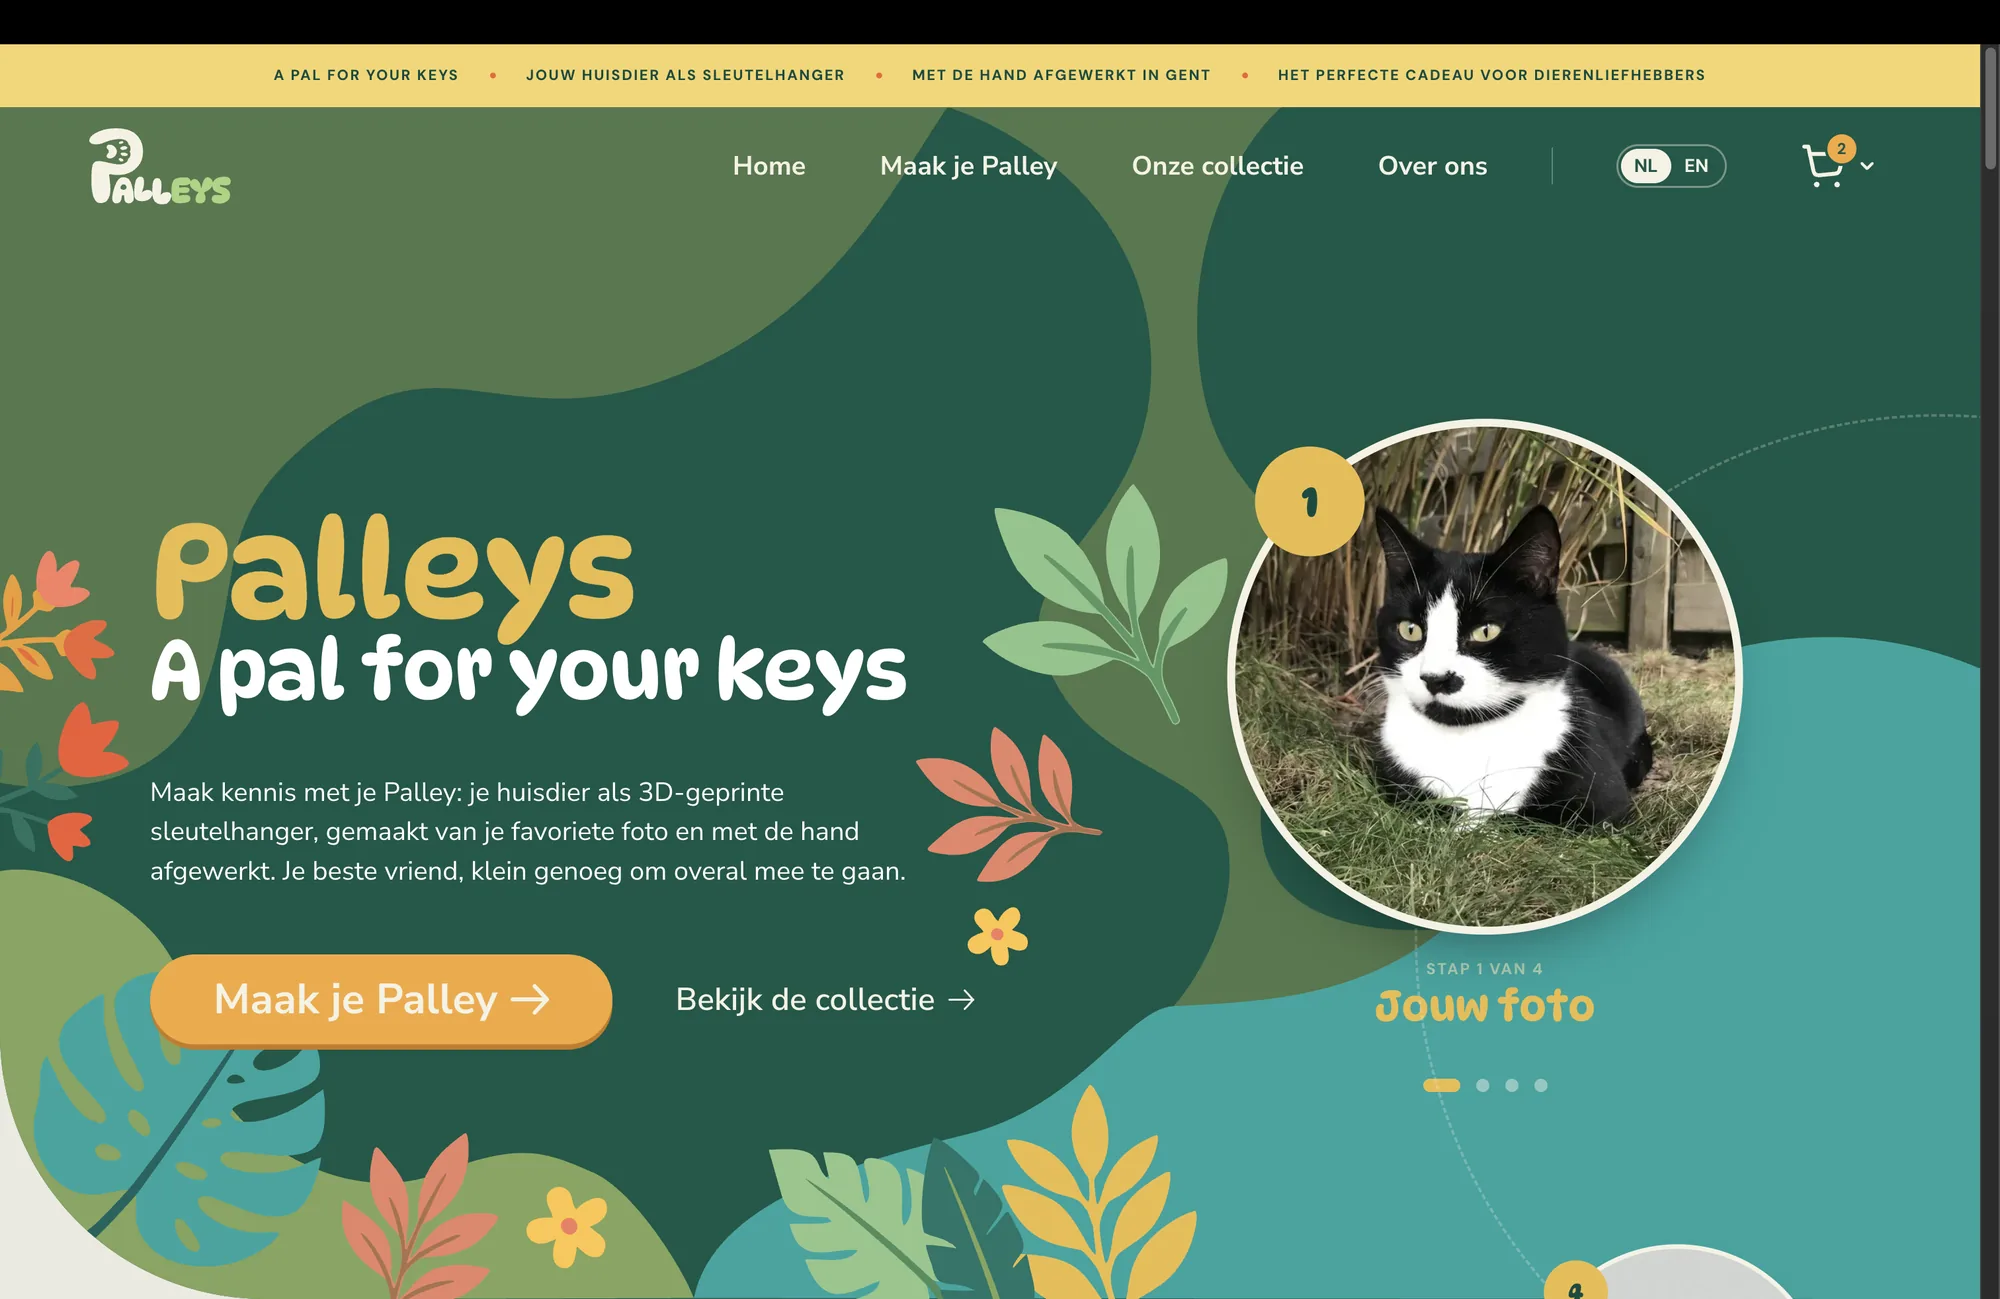 A PAL FOR YOUR KEYS • JOUW HUISDIER ALS SLEUTELHANGER • MET DE HAND AFGEWERKT IN GENT • HET PERFECTE CADEAU VOOR DIERENLIEFHEBBERS
PALLEYS
Home
Maak je Palley
Onze collectie
Over ons
NL EN
2
Palleys
A pal for your keys
Maak kennis met je Palley: je huisdier als 3D-geprinte
sleutelhanger, gemaakt van je favoriete foto en met de hand
afgewerkt. Je beste vriend, klein genoeg om overal mee te gaan.
Maak je Palley →
Bekijk de collectie →
1
STAP 1 VAN 4
Jouw foto
4